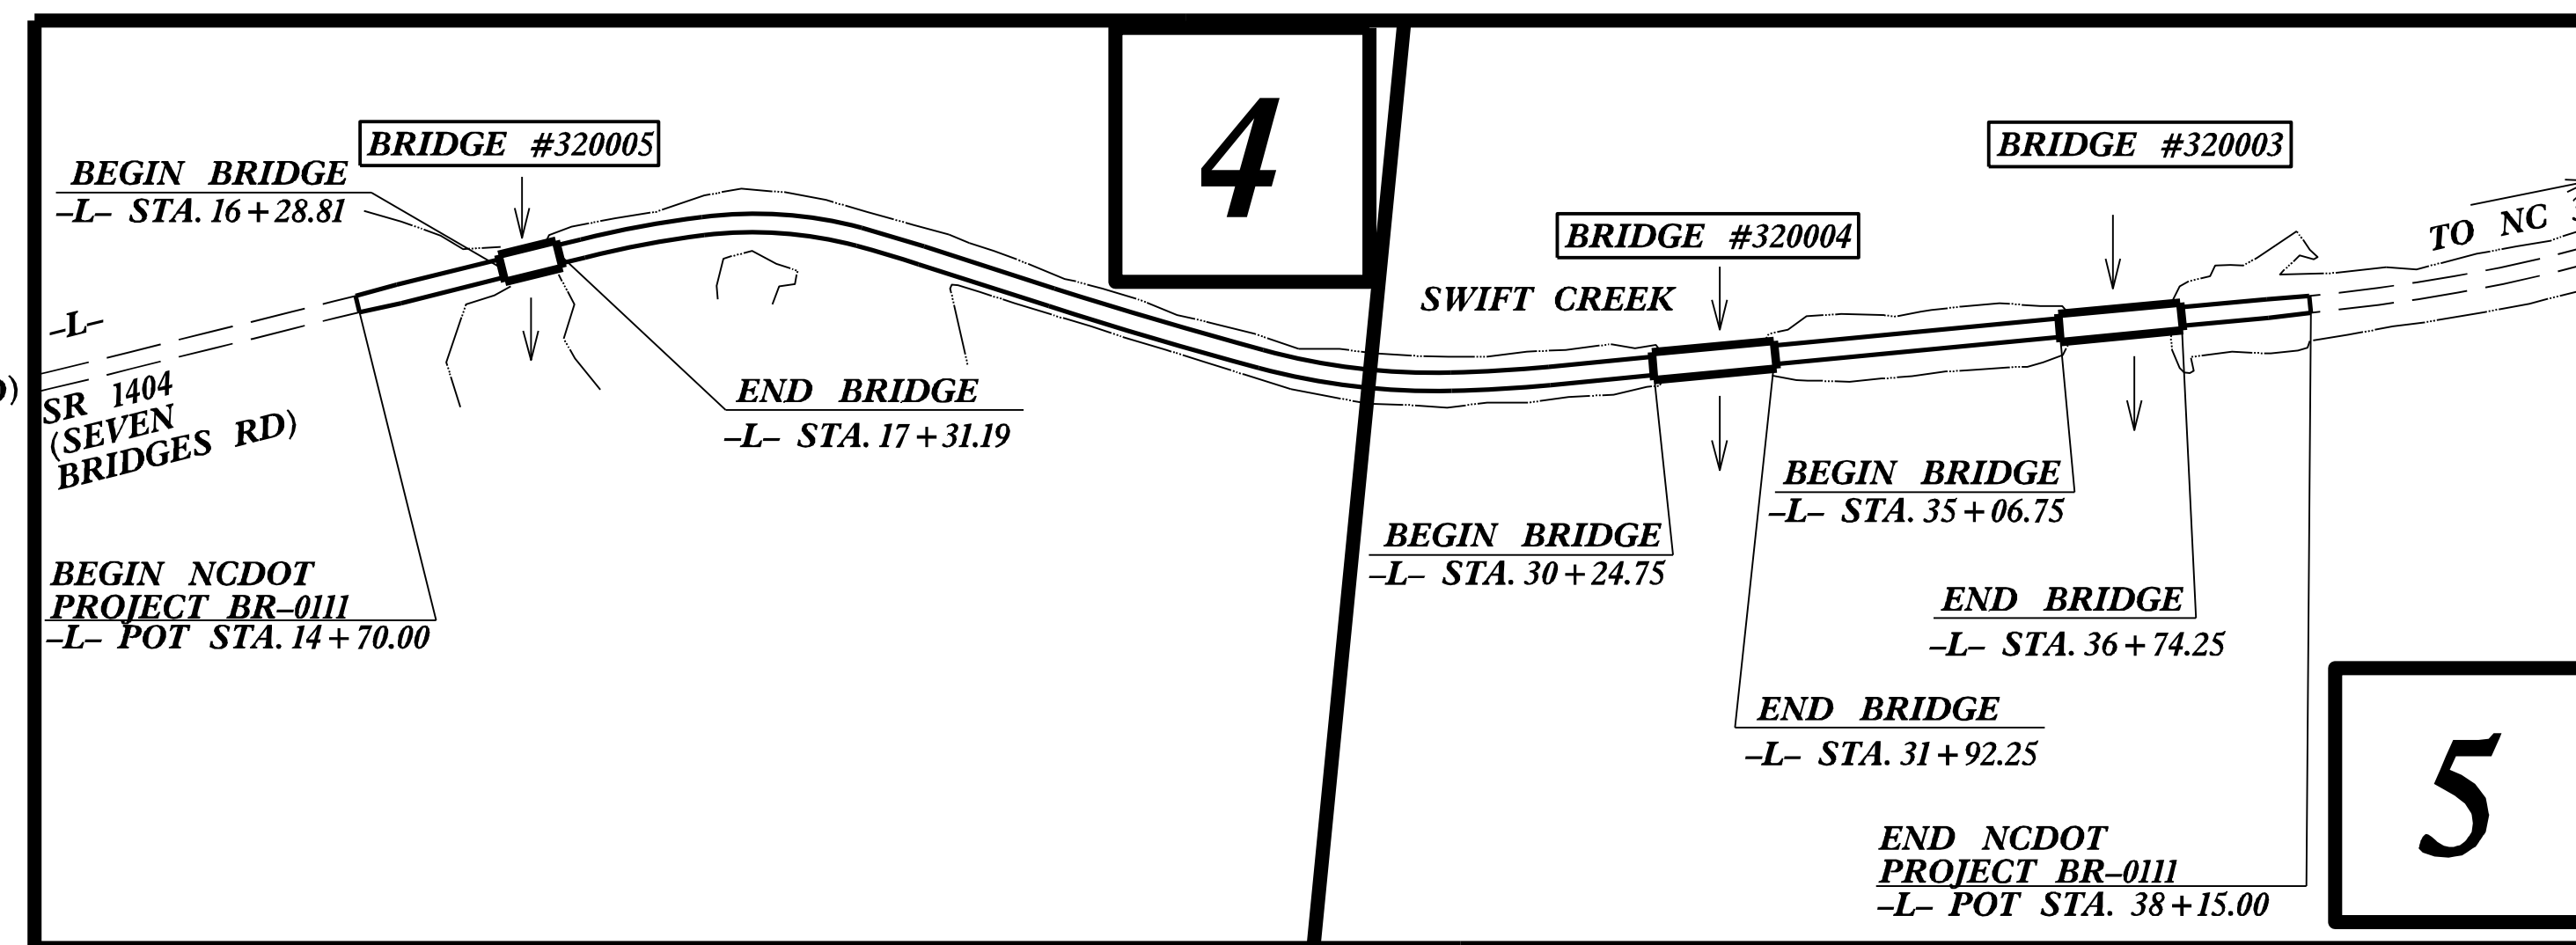 BRIDGE #320005
BEGIN BRIDGE
–L– STA. 16+28.81
4
BRIDGE #320003
BRIDGE #320004
TO NC
SWIFT CREEK
–L–
SR 1404
(SEVEN
BRIDGES RD)
END BRIDGE
–L– STA. 17+31.19
BEGIN BRIDGE
–L– STA. 35+06.75
BEGIN BRIDGE
–L– STA. 30+24.75
BEGIN NCDOT
PROJECT BR–0111
–L– POT STA. 14+70.00
END BRIDGE
–L– STA. 36+74.25
END BRIDGE
–L– STA. 31+92.25
5
END NCDOT
PROJECT BR–0111
–L– POT STA. 38+15.00